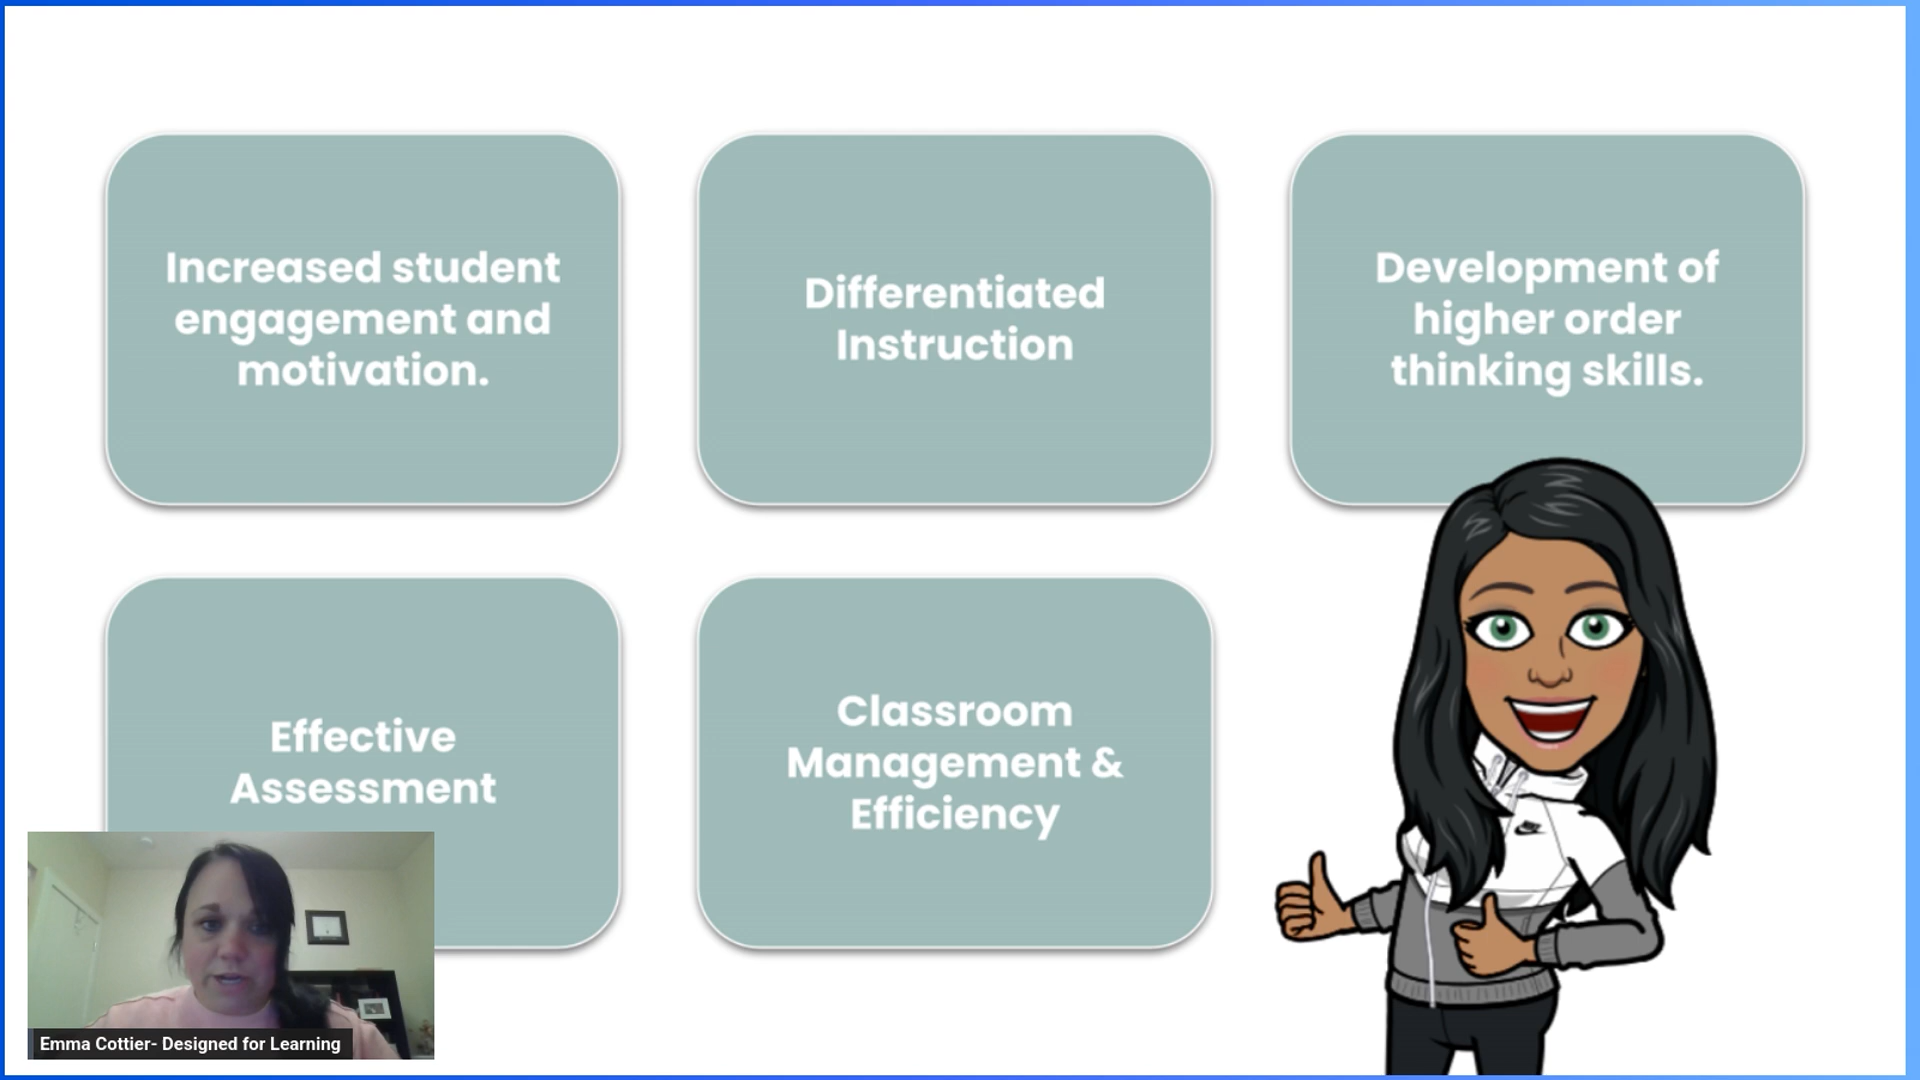 Increased student
engagement and
motivation.
Differentiated
Instruction
Development of
higher order
thinking skills.
Effective
Assessment
Classroom
Management &
Efficiency
Emma Cottier- Designed for Learning